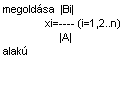 megoldása |Bi|
xi=---- (i=1,2..n)
|A|
alakú